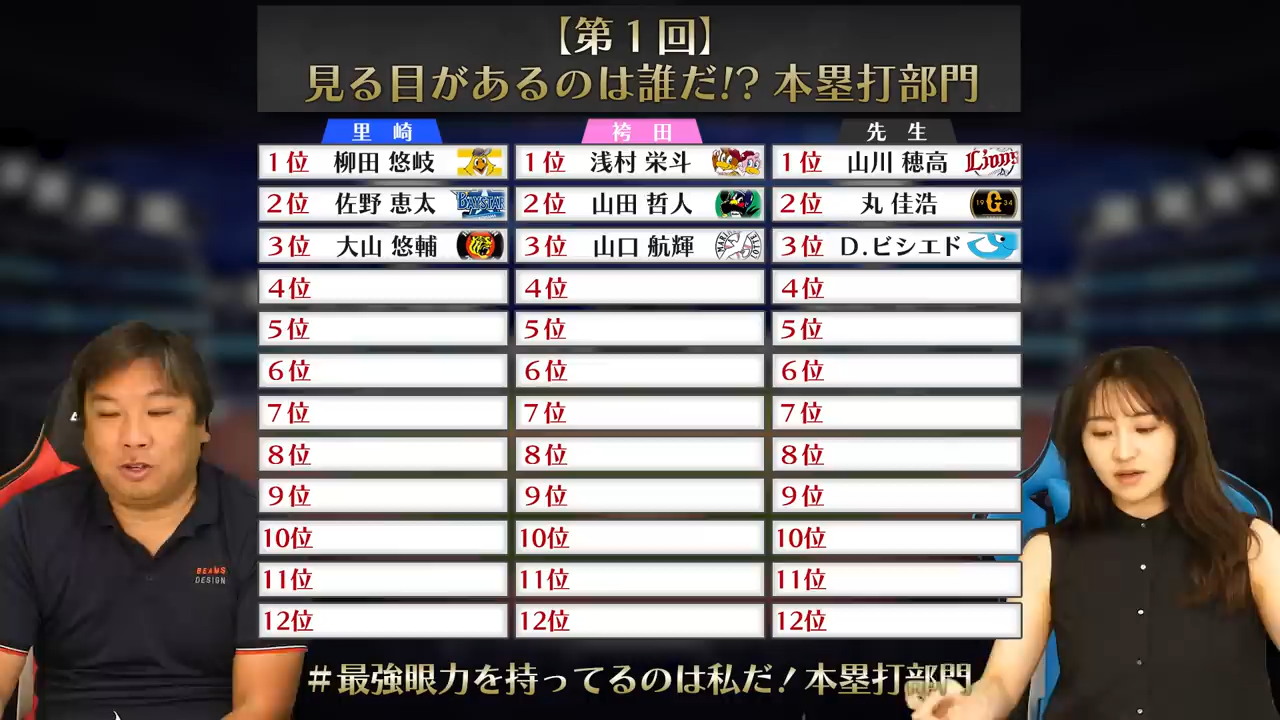 【第1回】
見る目があるのは誰だ!? 本塁打部門
里崎
1位 柳田 悠岐
2位 佐野 恵太
3位 大山 悠輔
4位
5位
6位
7位
8位
9位
10位
11位
12位
袴田
1位 浅村 栄斗
2位 山田 哲人
3位 山口 航輝
4位
5位
6位
7位
8位
9位
10位
11位
12位
先生
1位 山川 穂高 Lions
2位 丸 佳浩 19 G 34
3位 D.ビシエド
4位
5位
6位
7位
8位
9位
10位
11位
12位
BEAMS
DESIGN
#最強眼力を持ってるのは私だ!本塁打部門